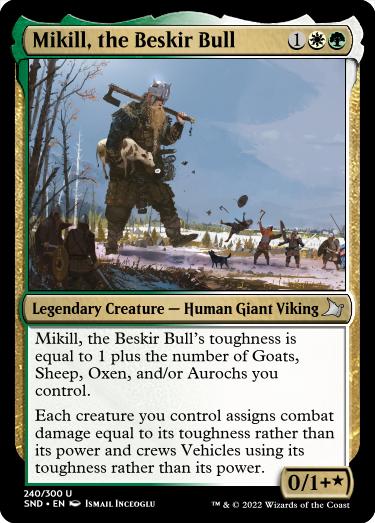 Mikill, the Beskir Bull 1
Legendary Creature — Human Giant Viking
Mikill, the Beskir Bull's toughness is
equal to 1 plus the number of Goats,
Sheep, Oxen, and/or Aurochs you
control.
Each creature you control assigns combat
damage equal to its toughness rather than
its power and crews Vehicles using its
toughness rather than its power.
0/1+★
240/300 U
SND • EN Ismail Inceoglu ™ & © 2022 Wizards of the Coast